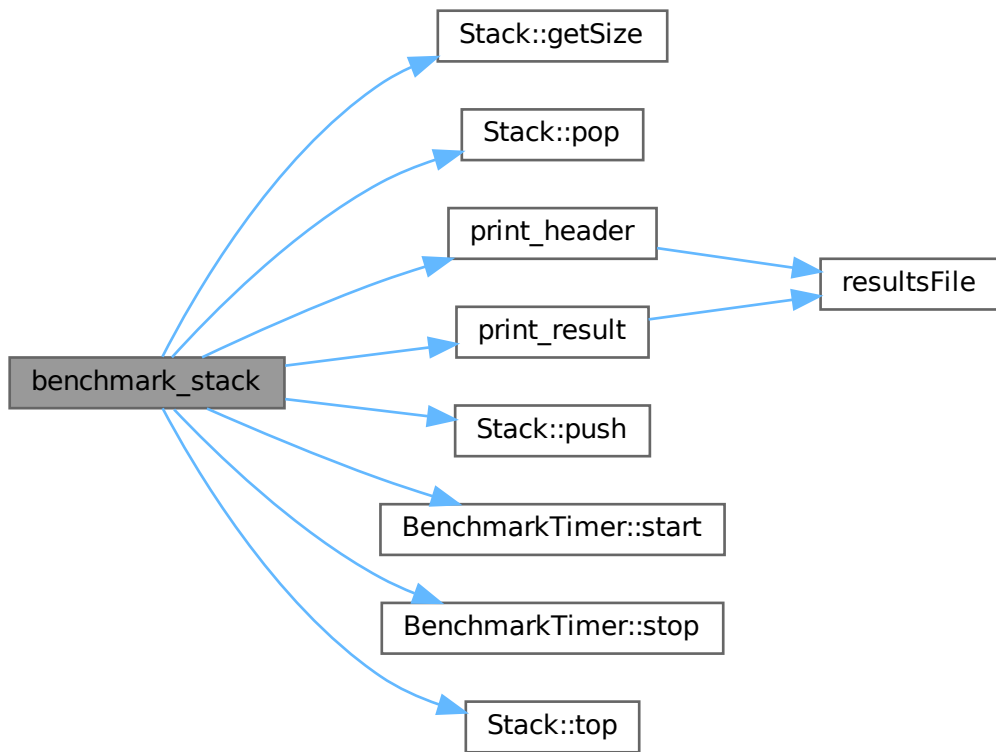 Stack::getSize
Stack::pop
print_header
resultsFile
print_result
benchmark_stack
Stack::push
BenchmarkTimer::start
BenchmarkTimer::stop
Stack::top